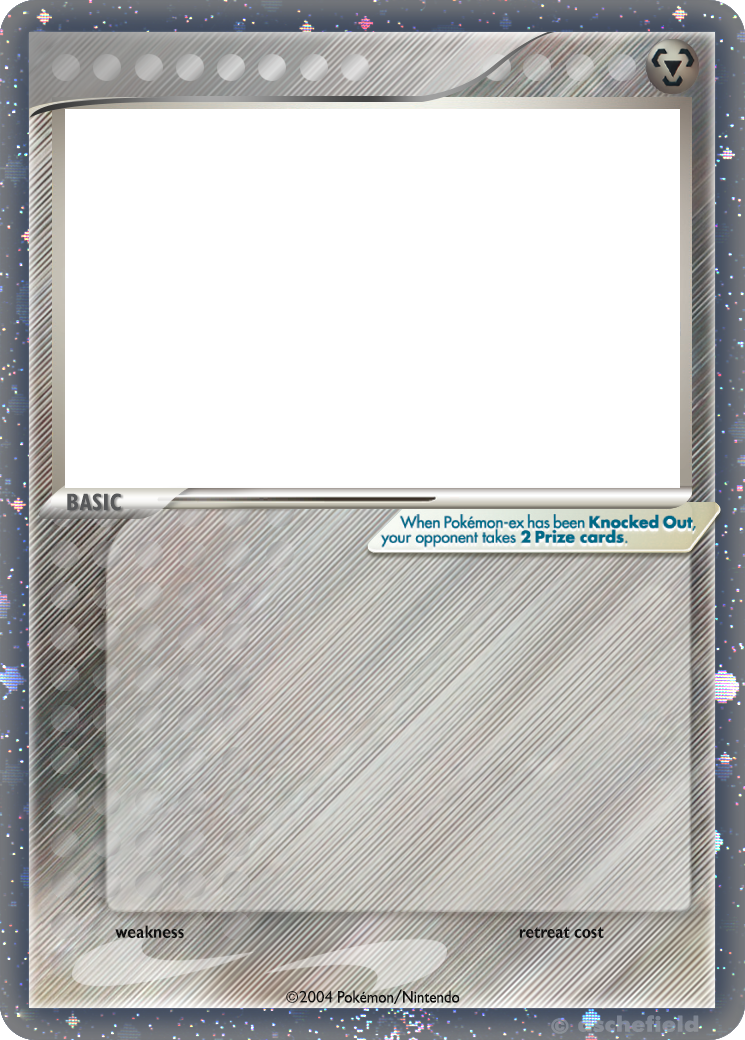 BASIC
When Pokémon-ex has been Knocked Out,
your opponent takes 2 Prize cards.
weakness retreat cost
©2004 Pokémon/Nintendo
© aschefield